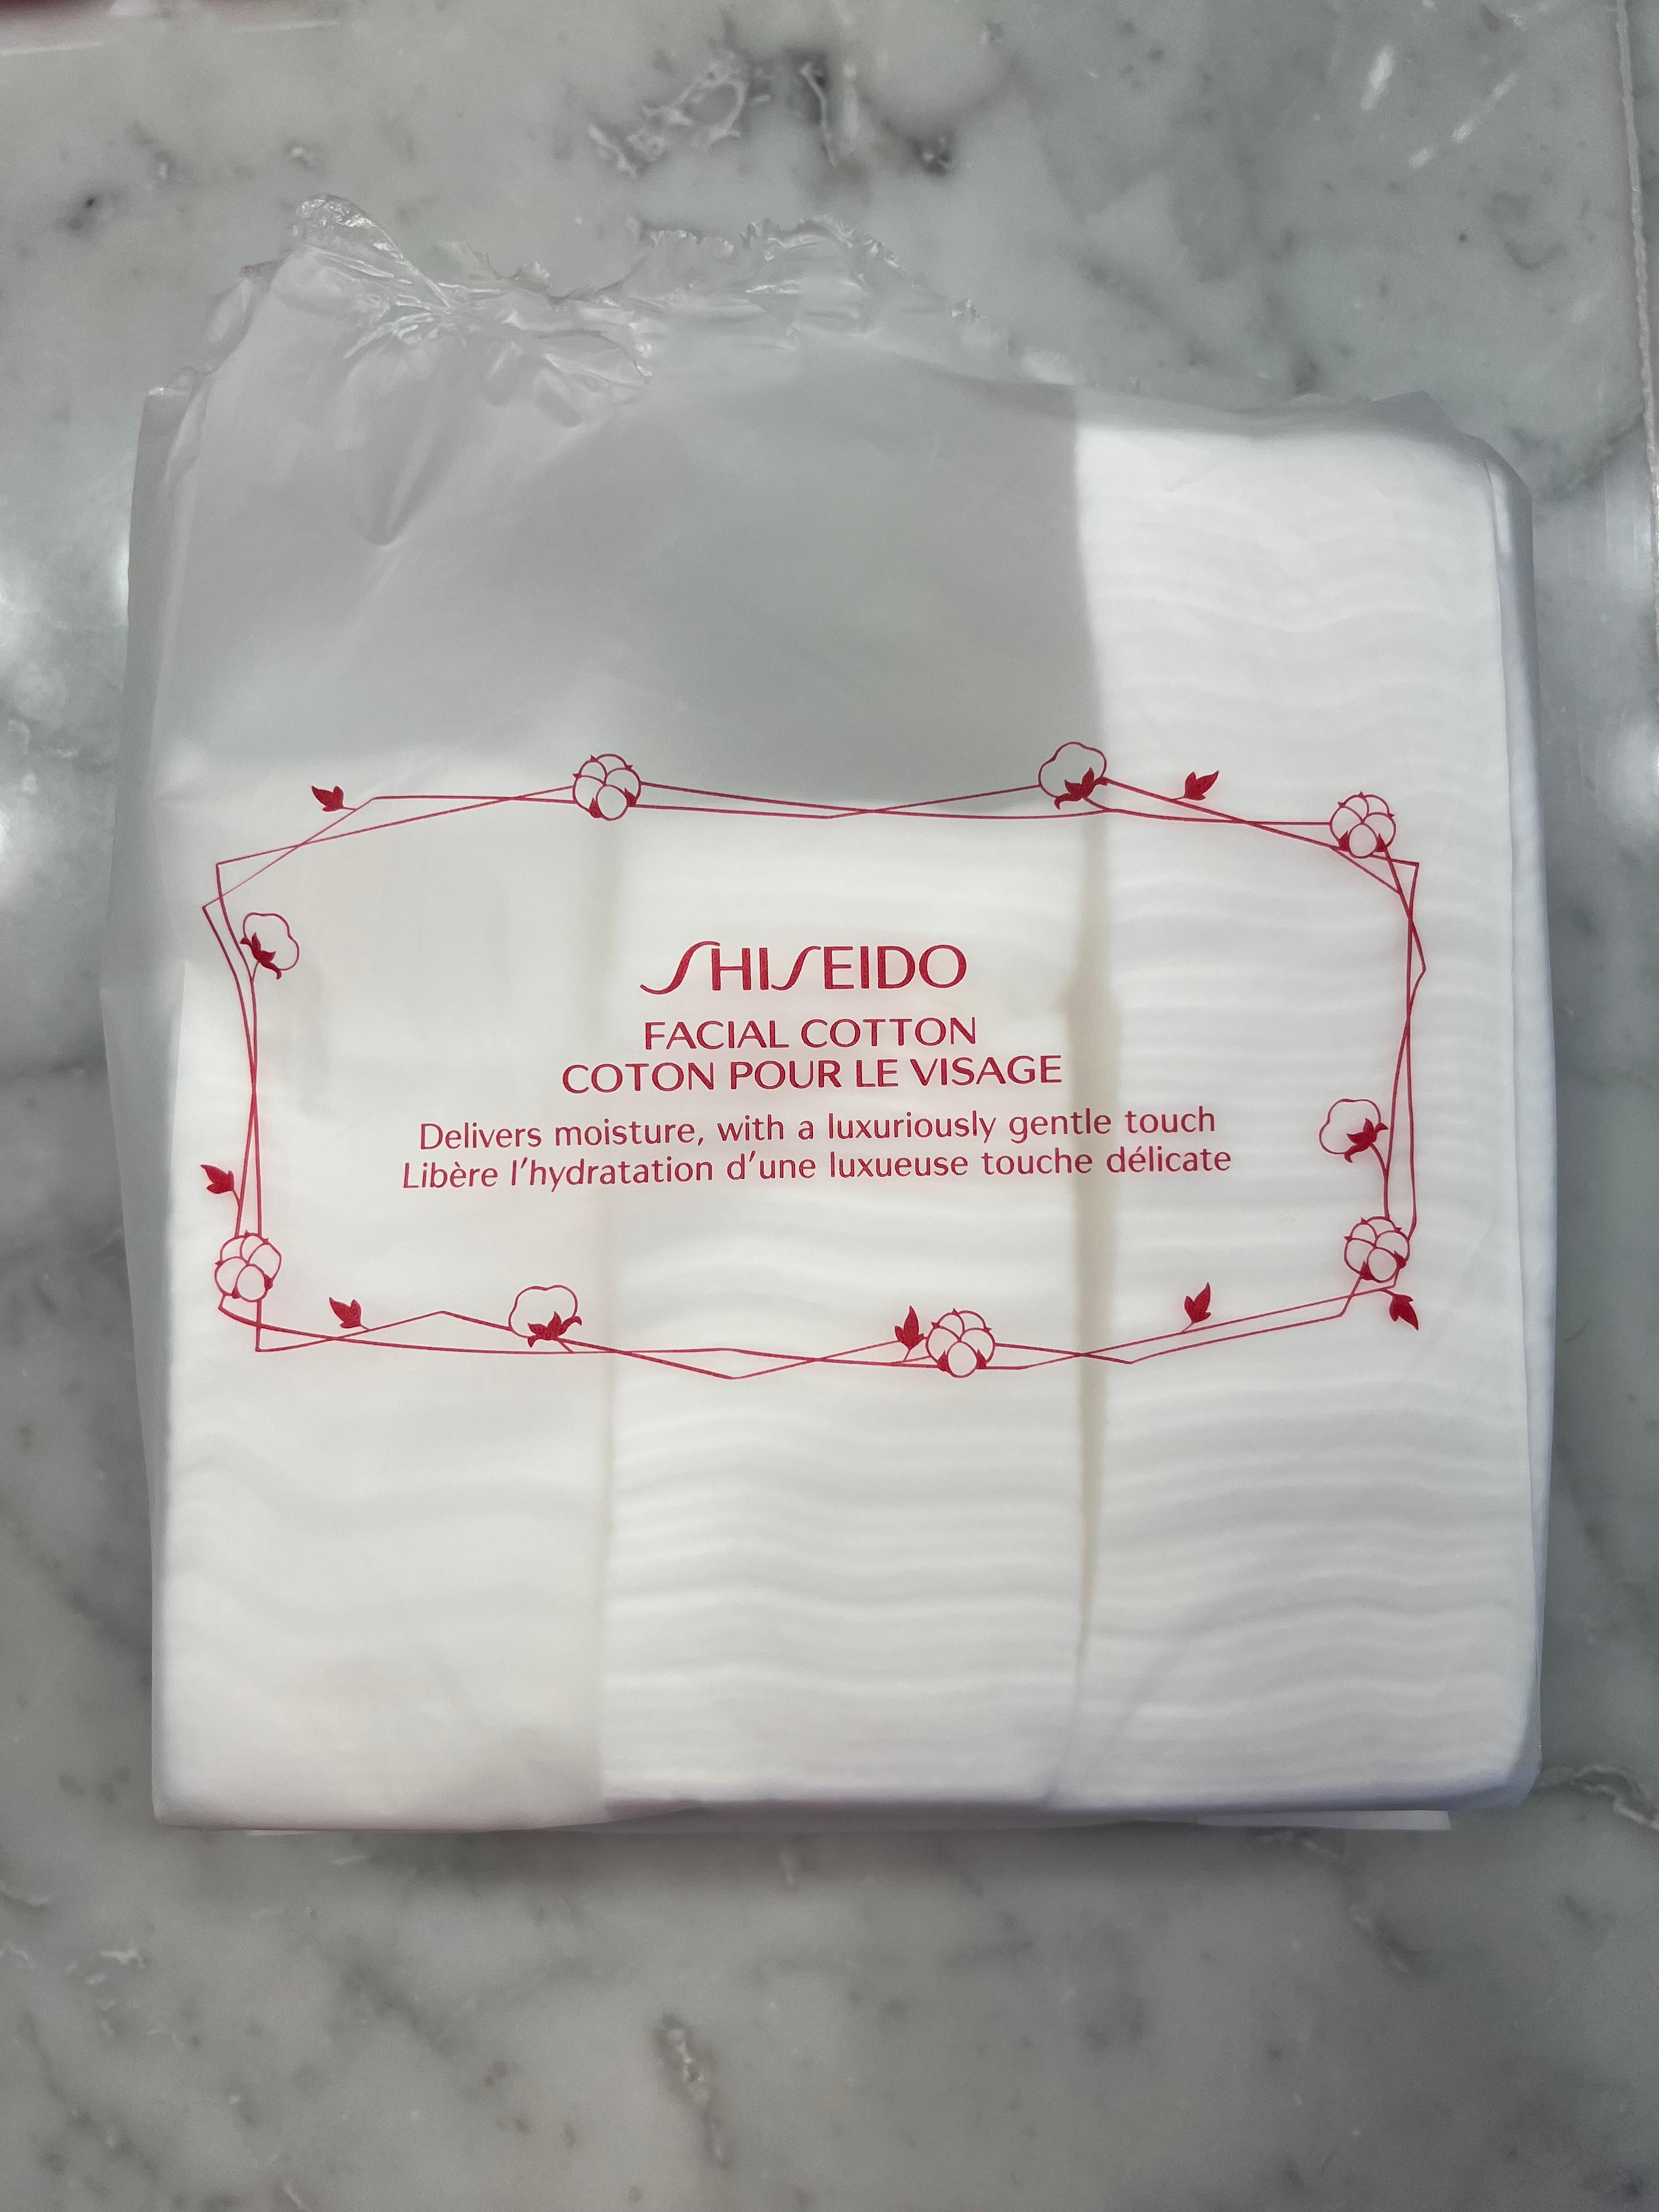 SHISEIDO
FACIAL COTTON
COTON POUR LE VISAGE
Delivers moisture, with a luxuriously gentle touch
Libère l'hydratation d'une luxueuse touche délicate